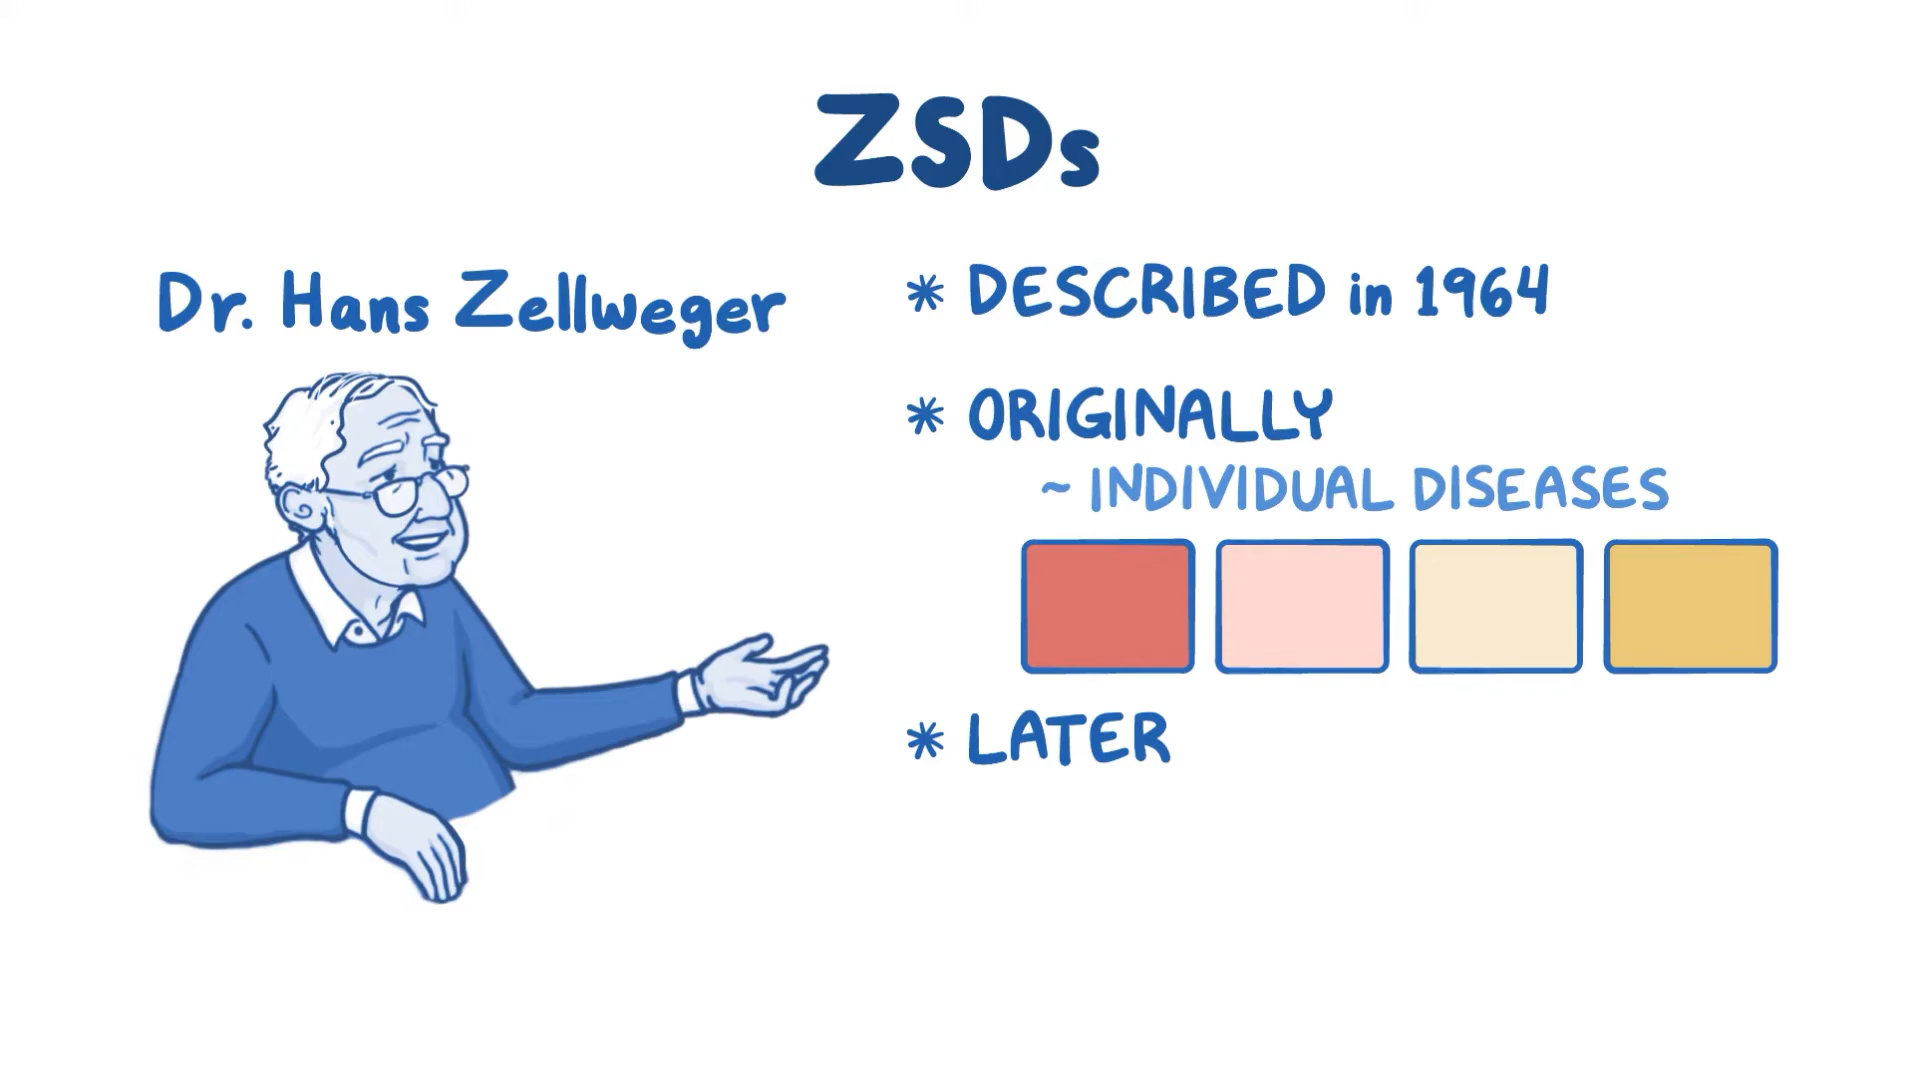 ZSDs
Dr. Hans Zellweger
* DESCRIBED in 1964
* ORIGINALLY
~ INDIVIDUAL DISEASES
* LATER